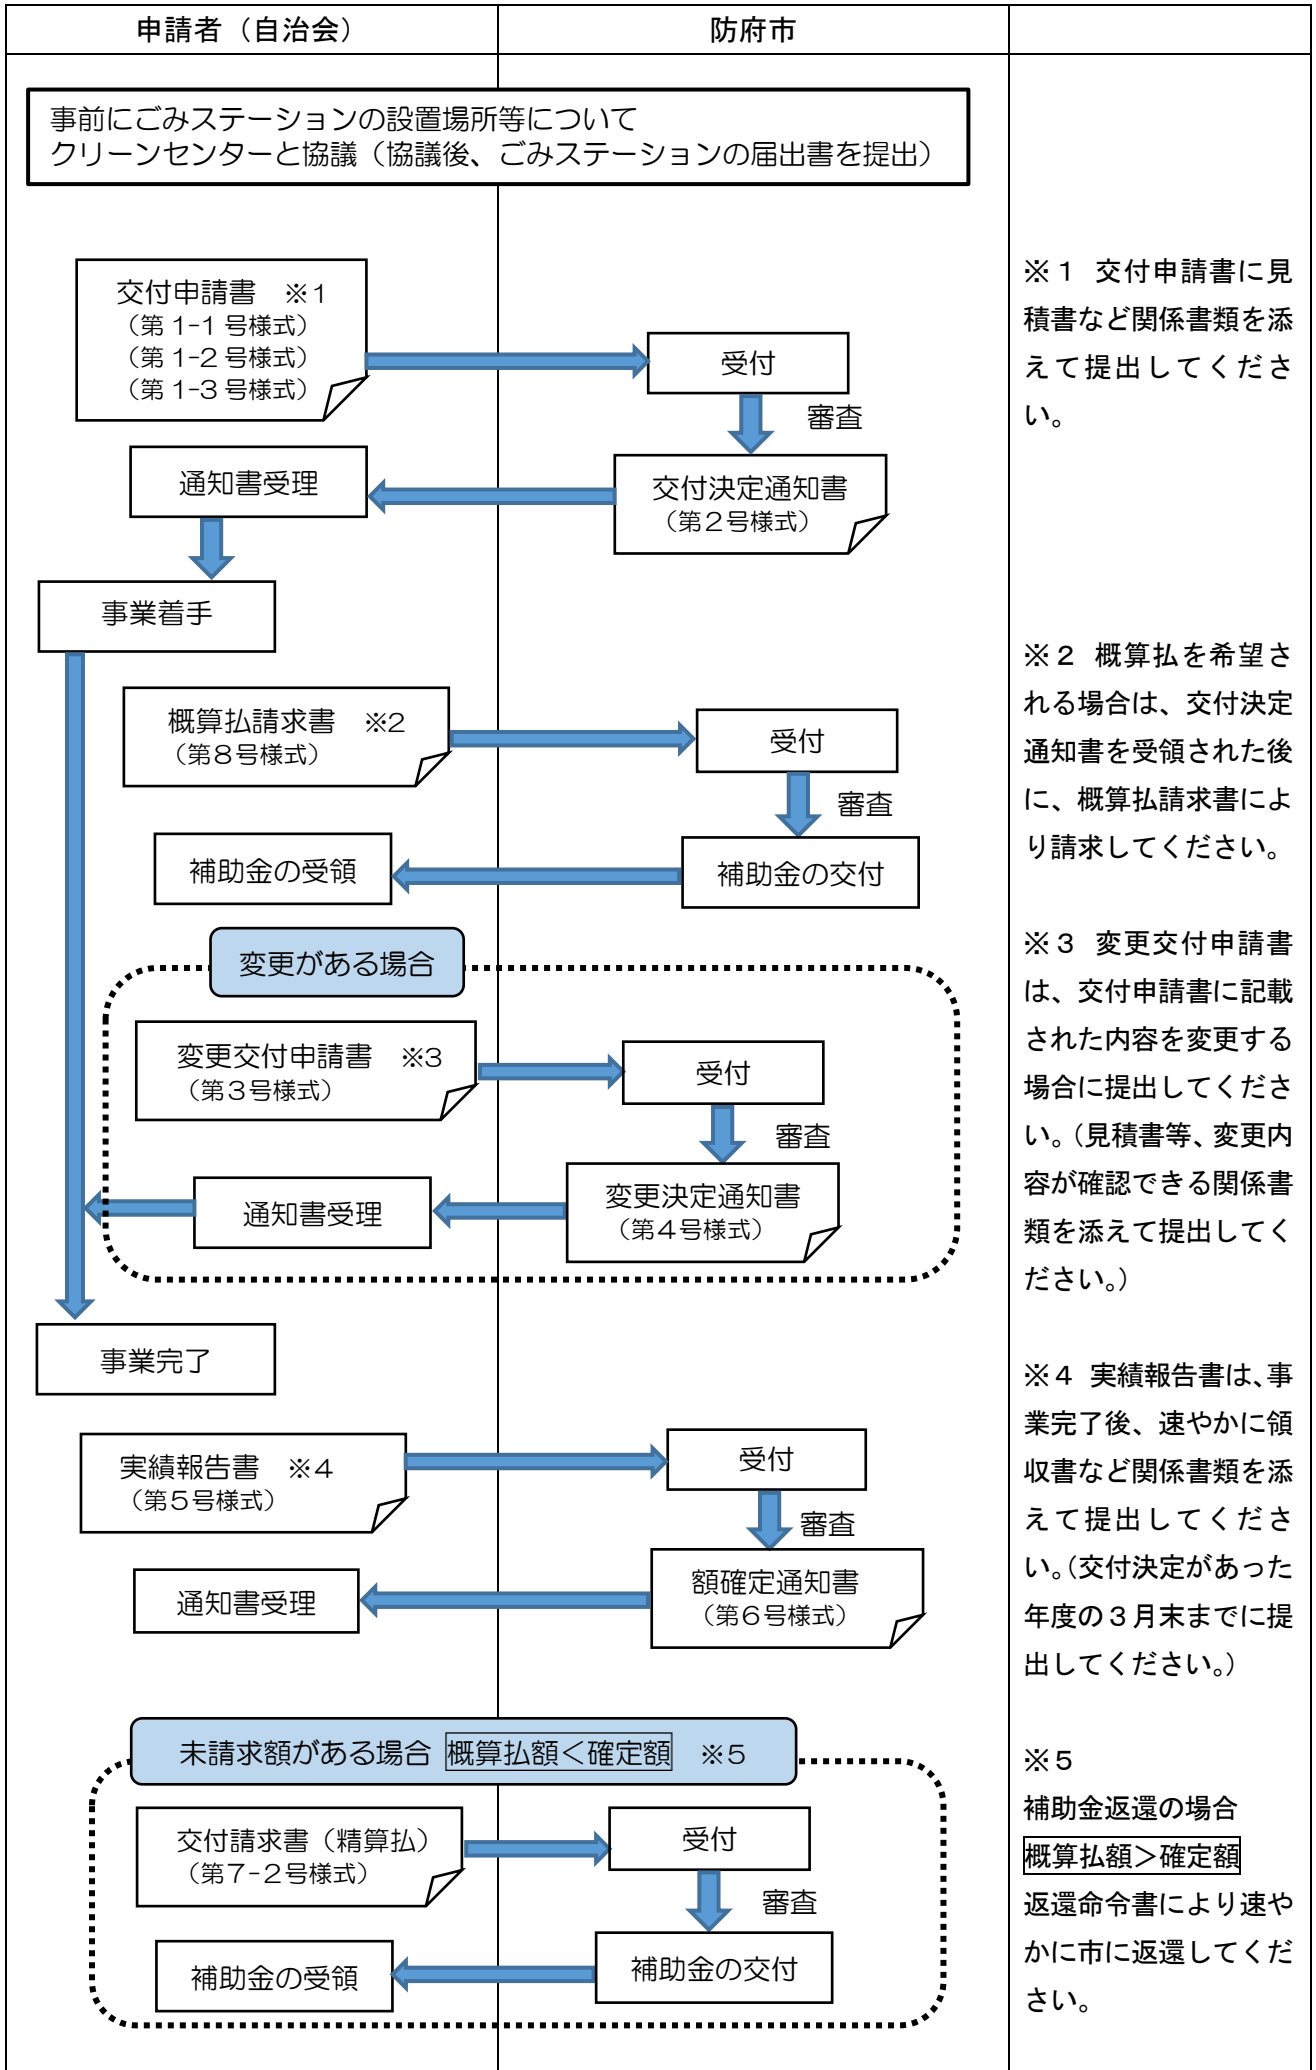 申請者（自治会）
防府市
事前にごみステーションの設置場所等について
クリーンセンターと協議（協議後、ごみステーションの届出書を提出）
交付申請書　※1
（第 1-1 号様式）
（第 1-2 号様式）
（第 1-3 号様式）
受付
審査
交付決定通知書
（第２号様式）
通知書受理
事業着手
概算払請求書　※2
（第８号様式）
受付
審査
補助金の交付
補助金の受領
変更がある場合
変更交付申請書　※3
（第３号様式）
受付
審査
変更決定通知書
（第４号様式）
通知書受理
事業完了
実績報告書　※4
（第５号様式）
受付
審査
額確定通知書
（第６号様式）
通知書受理
未請求額がある場合 概算払額＜確定額　※5
交付請求書（精算払）
（第７-２号様式）
受付
審査
補助金の交付
補助金の受領
※１ 交付申請書に見
積書など関係書類を添
えて提出してくださ
い。
※２ 概算払を希望さ
れる場合は、交付決定
通知書を受領された後
に、概算払請求書によ
り請求してください。
※３ 変更交付申請書
は、交付申請書に記載
された内容を変更する
場合に提出してくださ
い。（見積書等、変更内
容が確認できる関係書
類を添えて提出してく
ださい。）
※４ 実績報告書は、事
業完了後、速やかに領
収書など関係書類を添
えて提出してくださ
い。（交付決定があった
年度の３月末までに提
出してください。）
※５
補助金返還の場合
概算払額＞確定額
返還命令書により速や
かに市に返還してくだ
さい。